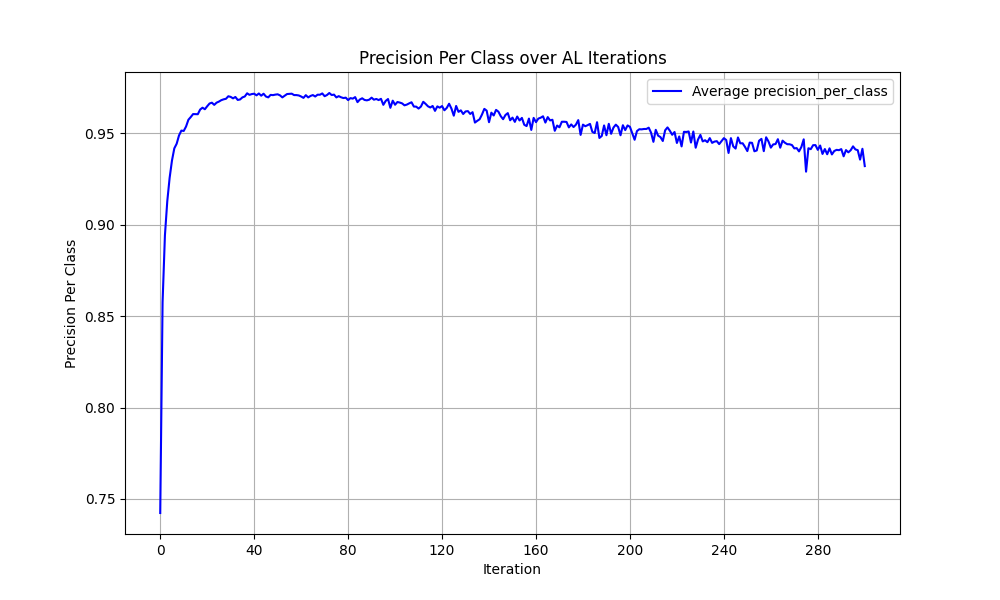 Precision Per Class over AL Iterations
Average precision_per_class
Precision Per Class
0.95
0.90
0.85
0.80
0.75
0 40 80 120 160 200 240 280
Iteration